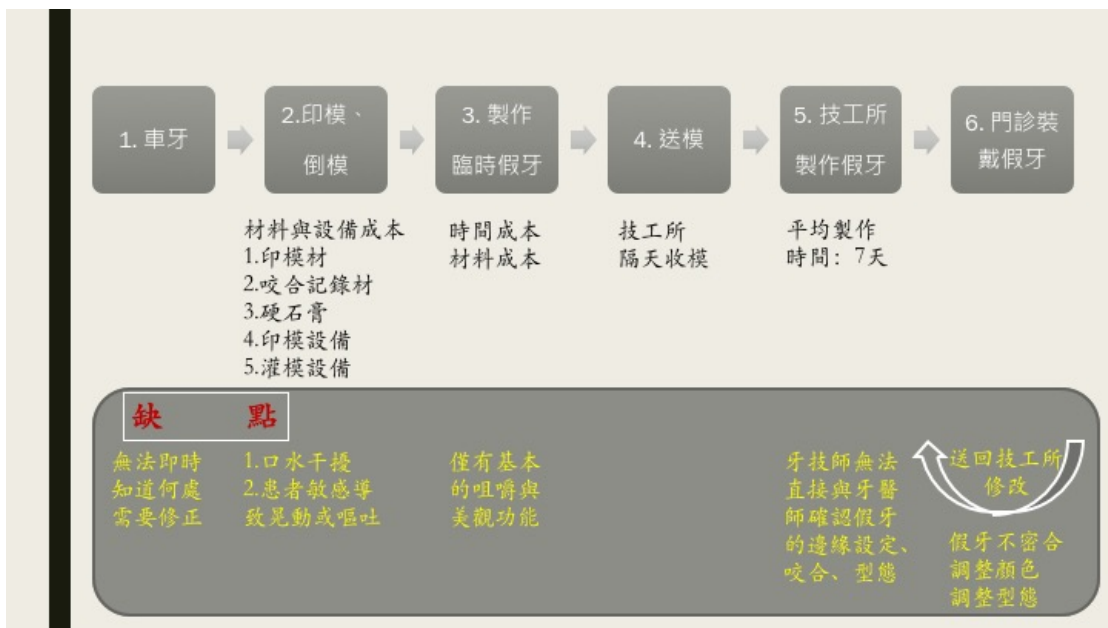 1. 車牙
2.印模、
倒模
3. 製作
臨時假牙
4. 送模
5. 技工所
製作假牙
6. 門診裝
戴假牙
材料與設備成本
1.印模材
2.咬合記錄材
3.硬石膏
4.印模設備
5.灌模設備
時間成本
材料成本
技工所
隔天收模
平均製作
時間: 7天
缺 點
無法即時
知道何處
需要修正
1.口水干擾
2.患者敏感導
致晃動或嘔吐
僅有基本
的咀嚼與
美觀功能
牙技師無法
直接與牙醫
師確認假牙
的邊緣設定、
咬合、型態
送回技工所
修改
假牙不密合
調整顏色
調整型態